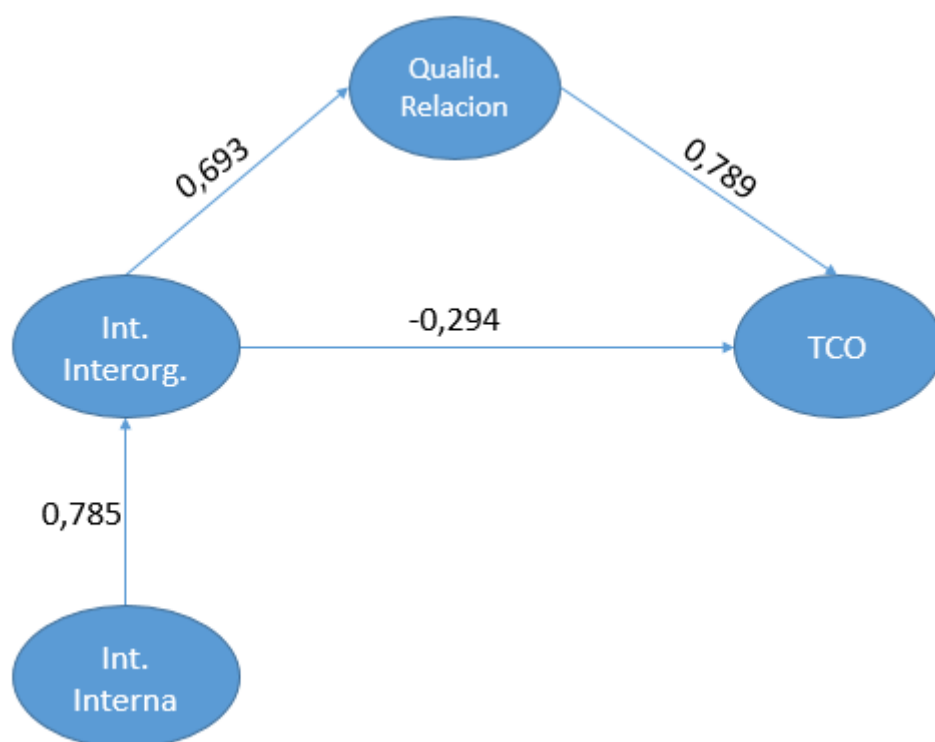 Qualid.
Relacion
0,693
0,789
Int.
Interorg.
-0,294
TCO
0,785
Int.
Interna